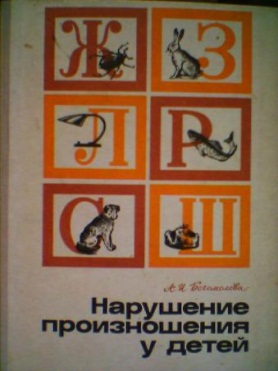 Ж З
Л Р
С Ш
А. И. Богомолова
Нарушение
произношения
у детей